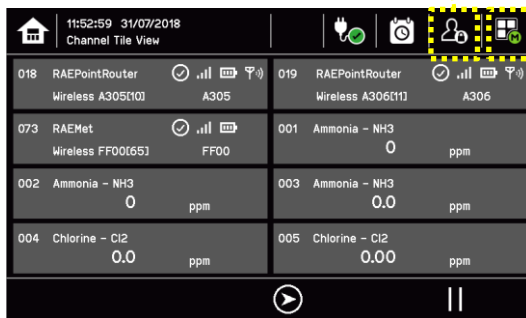 11:52:59 31/07/2018
Channel Tile View
M
018 RAEPointRouter
Wireless A305[10] A305
019 RAEPointRouter
Wireless A306[11] A306
073 RAEMet
Wireless FF00[65] FF00
001 Ammonia - NH3
0 ppm
002 Ammonia - NH3
0 ppm
003 Ammonia - NH3
0.0 ppm
004 Chlorine - Cl2
0.0 ppm
005 Chlorine - Cl2
0.00 ppm